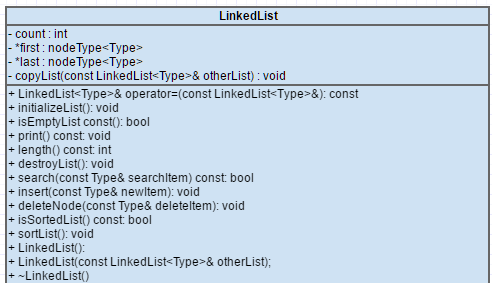 LinkedList
- count : int
- *first : nodeType<Type>
- *last : nodeType<Type>
- copyList(const LinkedList<Type>& otherList) : void
+ LinkedList<Type>& operator=(const LinkedList<Type>&): const
+ initializeList(): void
+ isEmptyList const(): bool
+ print() const: void
+ length() const: int
+ destroyList(): void
+ search(const Type& searchItem) const: bool
+ insert(const Type& newItem): void
+ deleteNode(const Type& deleteItem): void
+ isSortedList() const: bool
+ sortList(): void
+ LinkedList():
+ LinkedList(const LinkedList<Type>& otherList);
+ ~LinkedList()